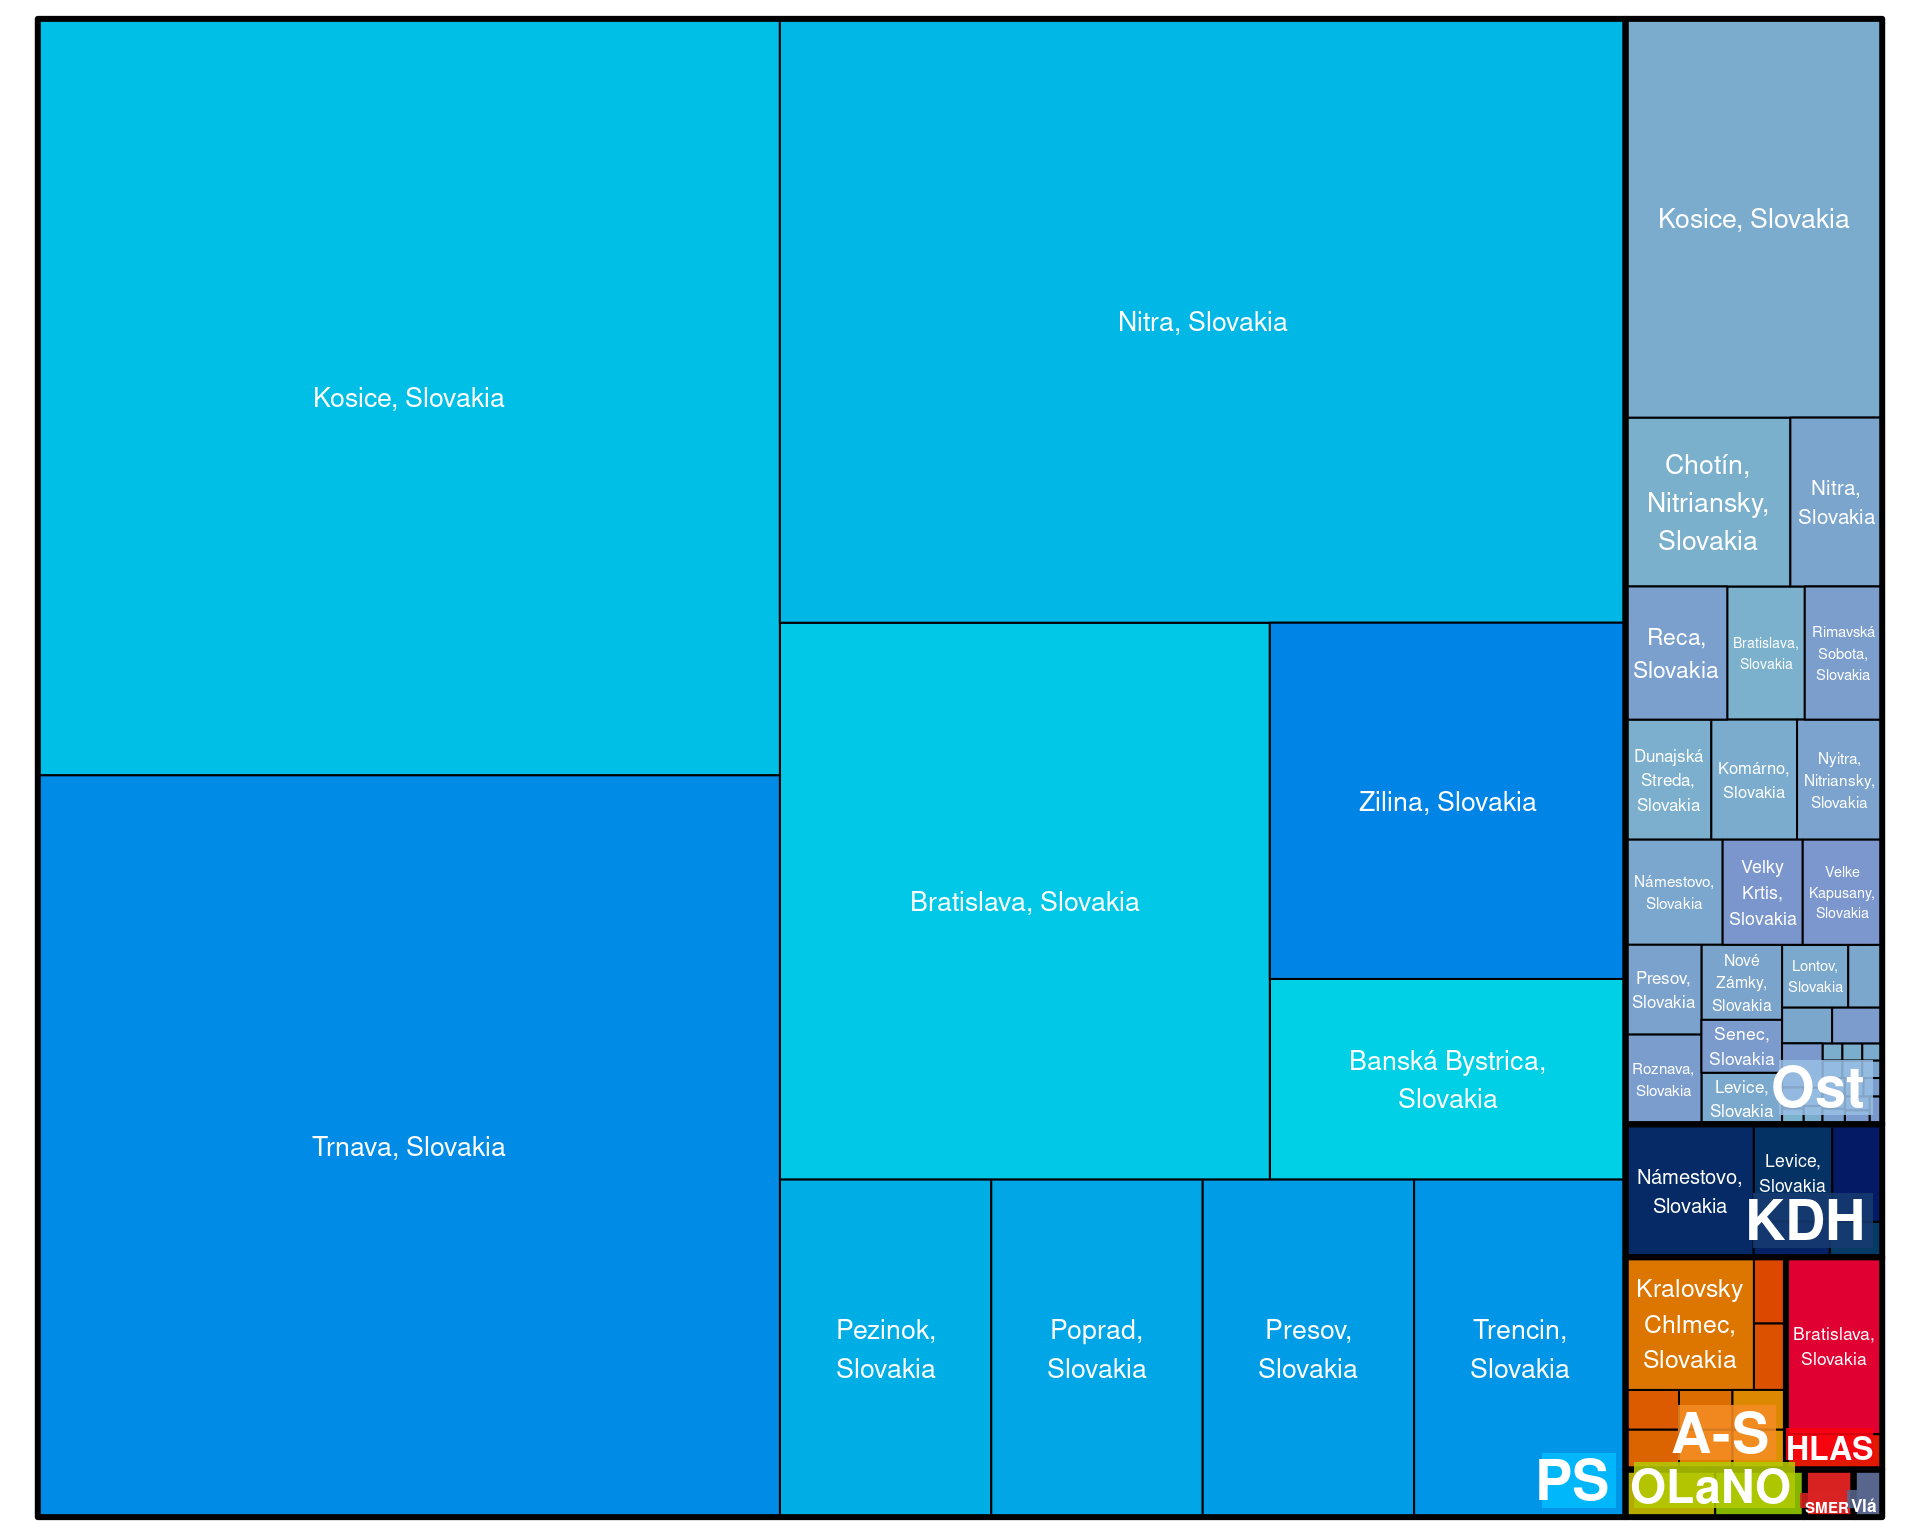 Kosice, Slovakia
Nitra, Slovakia
Trnava, Slovakia
Bratislava, Slovakia
Zilina, Slovakia
Banská Bystrica,
Slovakia
Pezinok,
Slovakia
Poprad,
Slovakia
Presov,
Slovakia
Trencin,
Slovakia
PS
Kosice, Slovakia
Chotín,
Nitriansky,
Slovakia
Nitra,
Slovakia
Reca,
Slovakia
Bratislava,
Slovakia
Rimavská
Sobota,
Slovakia
Dunajská
Streda,
Slovakia
Komárno,
Slovakia
Nyitra,
Nitriansky,
Slovakia
Námestovo,
Slovakia
Velky
Krtis,
Slovakia
Velke
Kapusany,
Slovakia
Presov,
Slovakia
Nové
Zámky,
Slovakia
Lontov,
Slovakia
Roznava,
Slovakia
Senec,
Slovakia
Levice,
Slovakia
Ost
Námestovo,
Slovakia
Levice,
Slovakia
KDH
Kralovsky
Chlmec,
Slovakia
A-S
Bratislava,
Slovakia
HLAS
OLaNO
SMER
Vlá